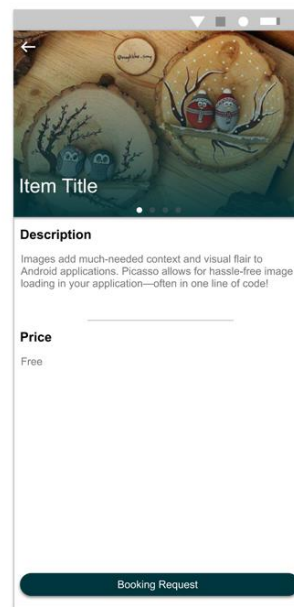 Item Title
Description
Images add much-needed context and visual flair to
Android applications. Picasso allows for hassle-free image
loading in your application—often in one line of code!
Price
Free
Booking Request